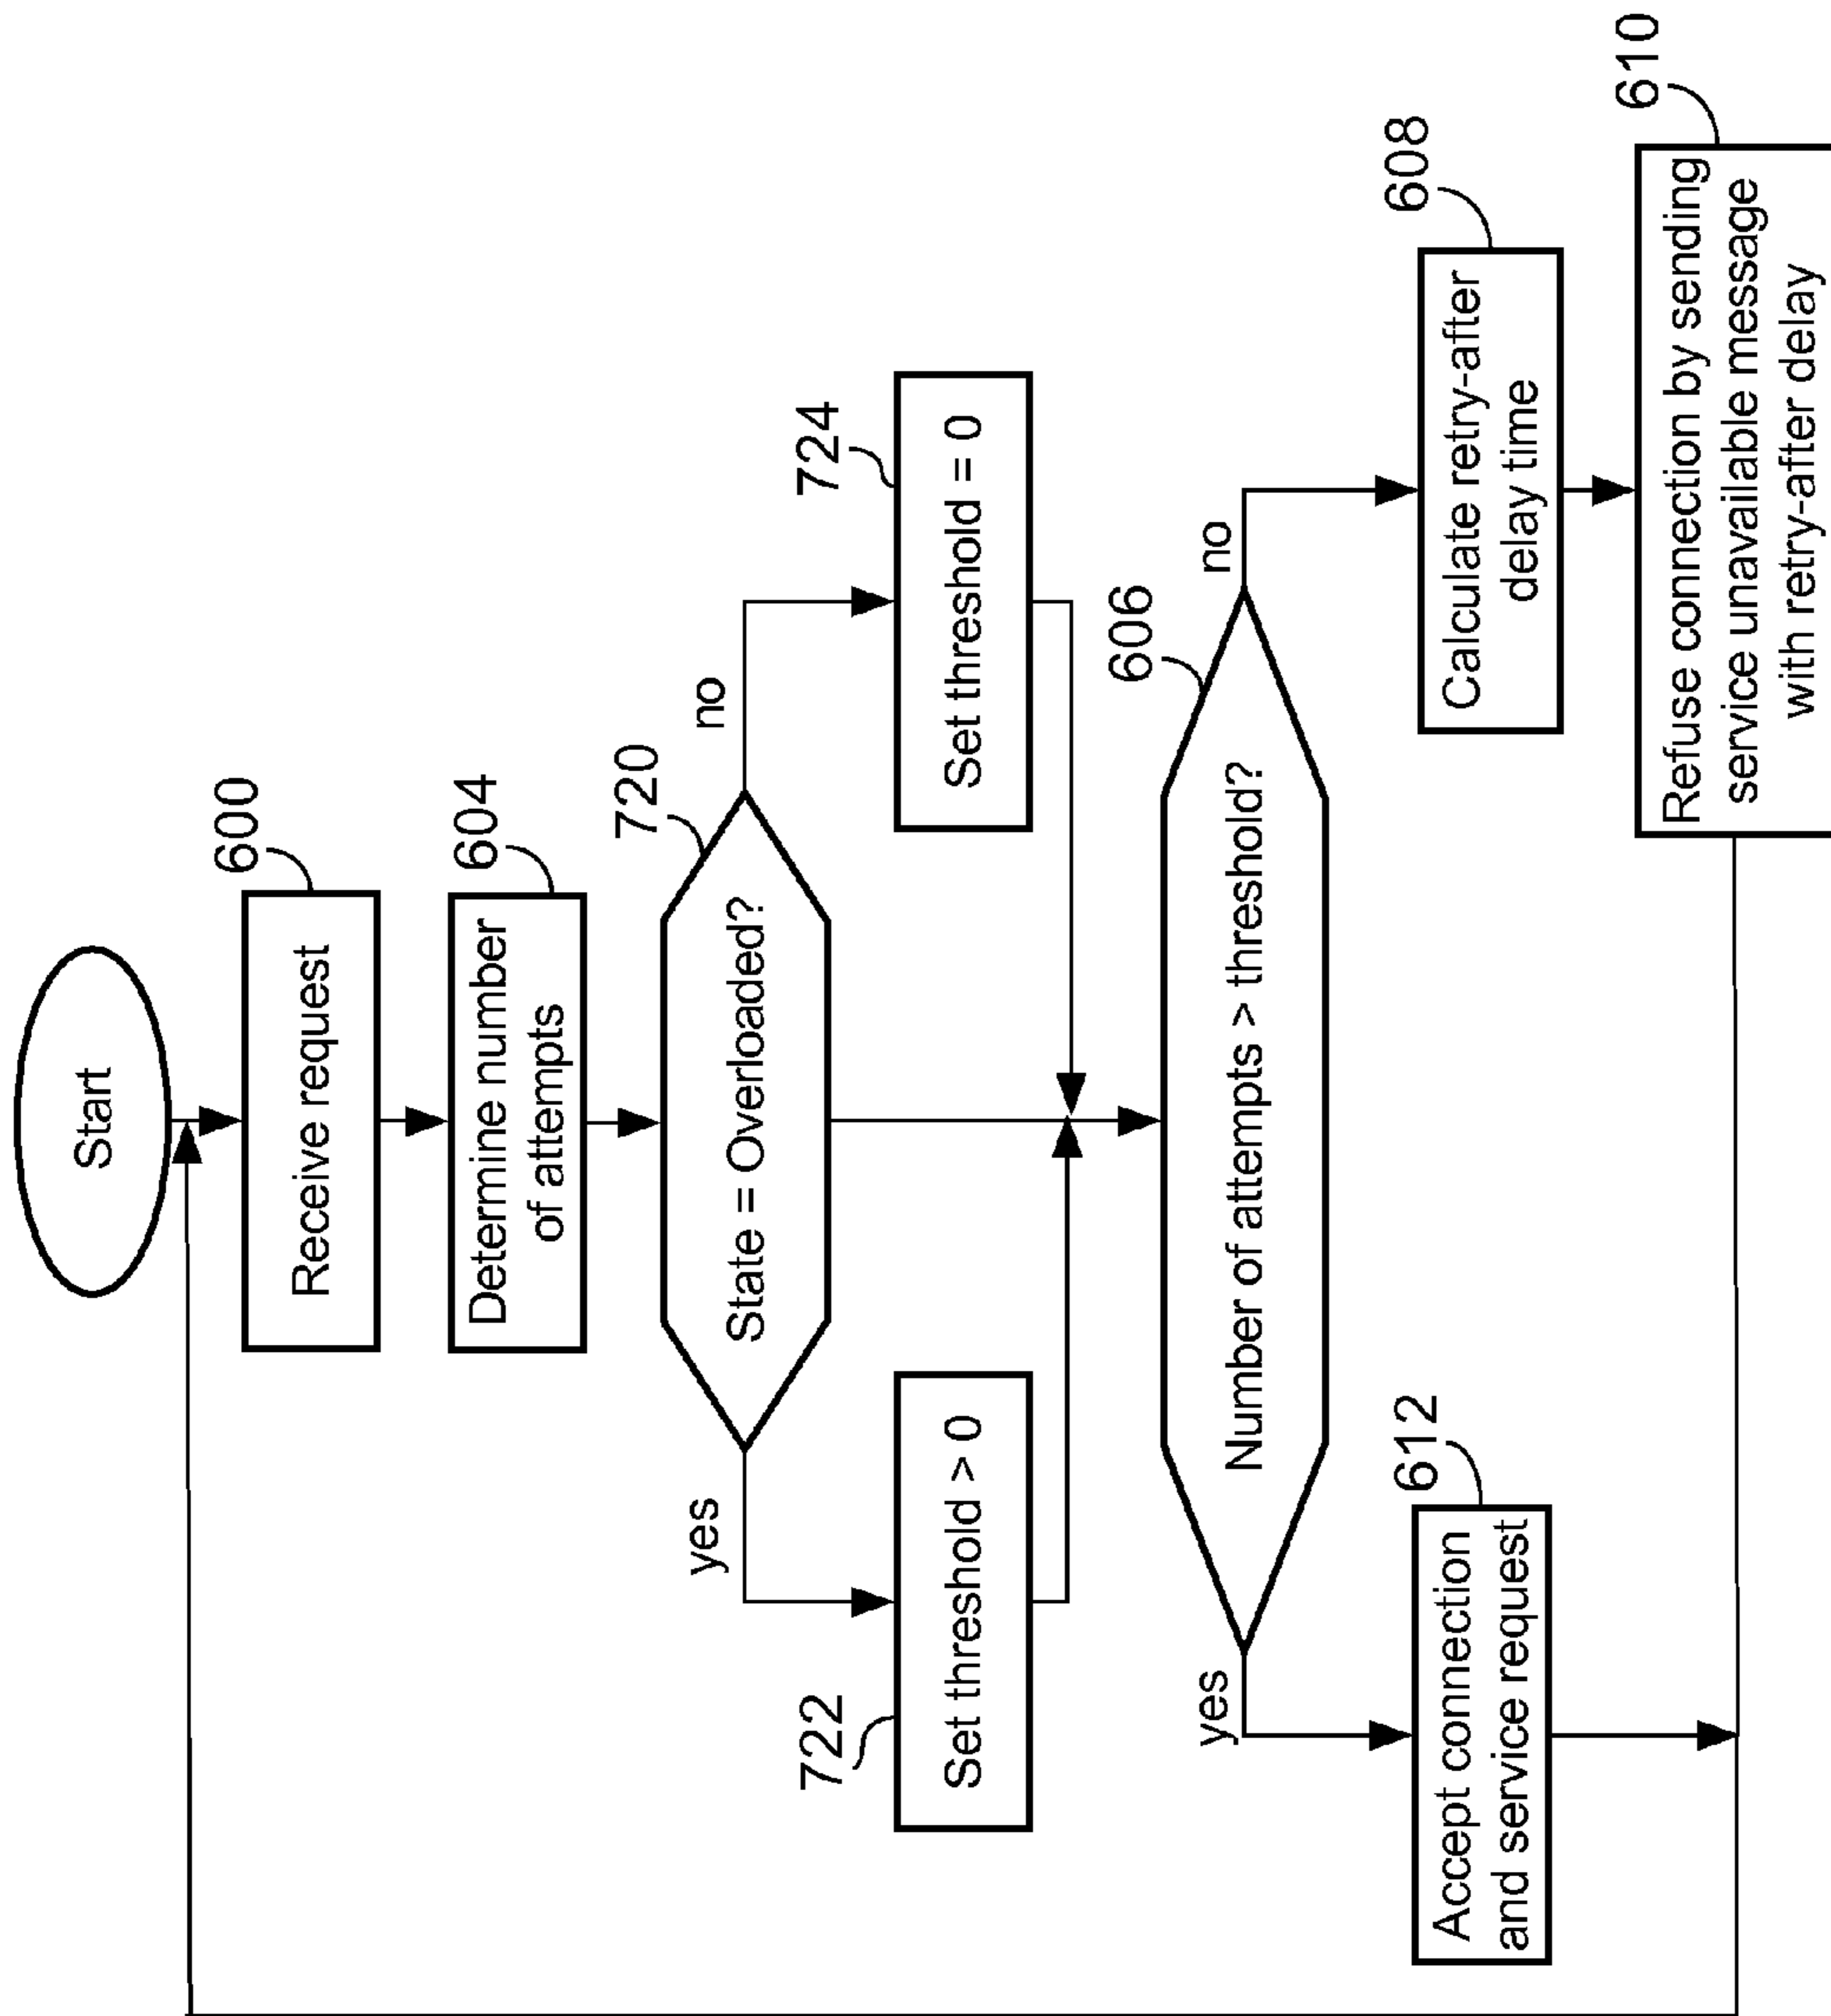 Start
600
Receive request
604
Determine number
of attempts
720
State = Overloaded?
yes
no
722
Set threshold > 0
724
Set threshold = 0
606
Number of attempts > threshold?
yes
no
612
Accept connection
and service request
608
Calculate retry-after
delay time
610
Refuse connection by sending
service unavailable message
with retry-after delay